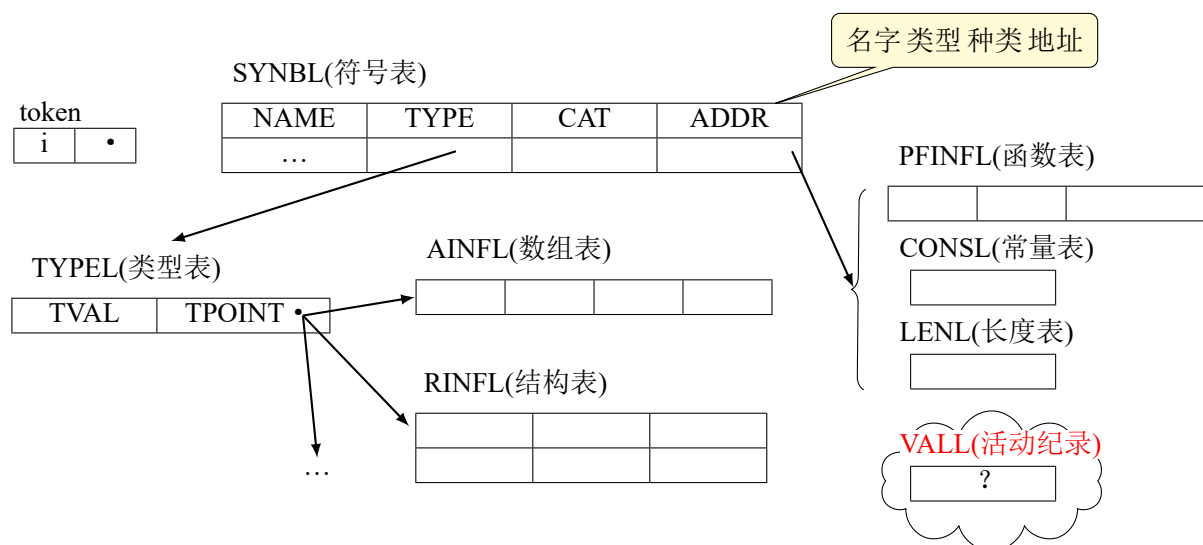 名字 类型 种类 地址
SYNBL(符号表)
token
NAME TYPE CAT ADDR
i •
…
PFINFL(函数表)
AINFL(数组表)
CONSL(常量表)
TYPEL(类型表)
TVAL TPOINT •
LENL(长度表)
RINFL(结构表)
VALL(活动纪录)
…
?